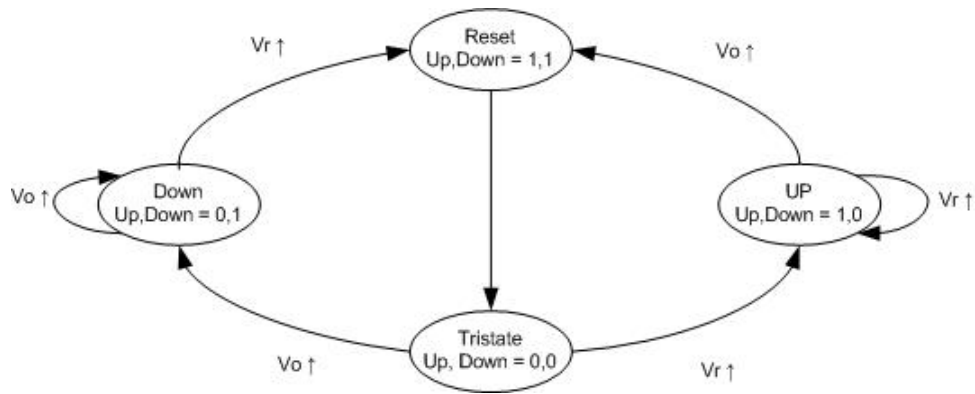 Reset
Up,Down = 1,1
Vr ↑
Vo ↑
Vo ↑
Down
Up,Down = 0,1
UP
Up,Down = 1,0
Vr ↑
Tristate
Up, Down = 0,0
Vo ↑
Vr ↑